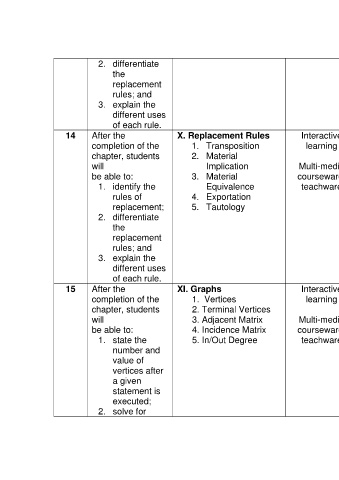 2. differentiate
the
replacement
rules; and
3. explain the
different uses
of each rule.
14
After the
completion of the
chapter, students
will
be able to:
1. identify the
rules of
replacement;
2. differentiate
the
replacement
rules; and
3. explain the
different uses
of each rule.
X. Replacement Rules
1. Transposition
2. Material
Implication
3. Material
Equivalence
4. Exportation
5. Tautology
Interactive
learning
Multi-medi
courseware
teachware
15
After the
completion of the
chapter, students
will
be able to:
1. state the
number and
value of
vertices after
a given
statement is
executed;
2. solve for
XI. Graphs
1. Vertices
2. Terminal Vertices
3. Adjacent Matrix
4. Incidence Matrix
5. In/Out Degree
Interactive
learning
Multi-medi
courseware
teachware